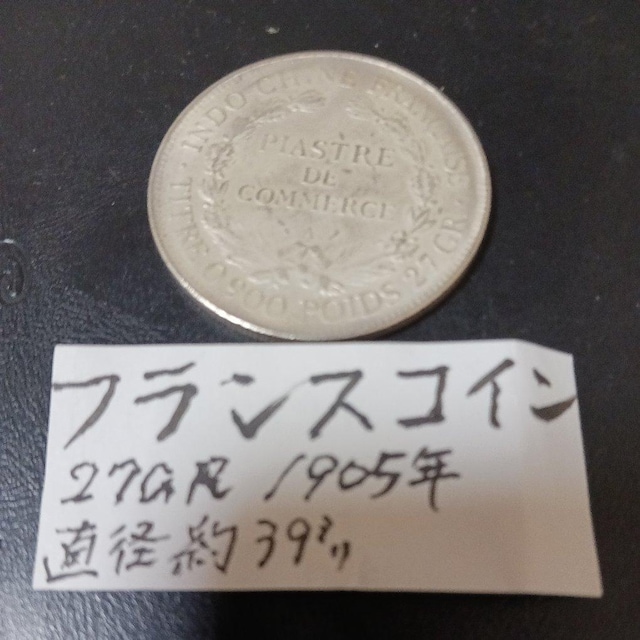 INDO-CHINE FRANÇAISE
PIASTRE
DE
COMMERCE
TITRE 0.900 POIDS 27 GR.
フランスコイン
27GR 1905年
直径約39ミリ